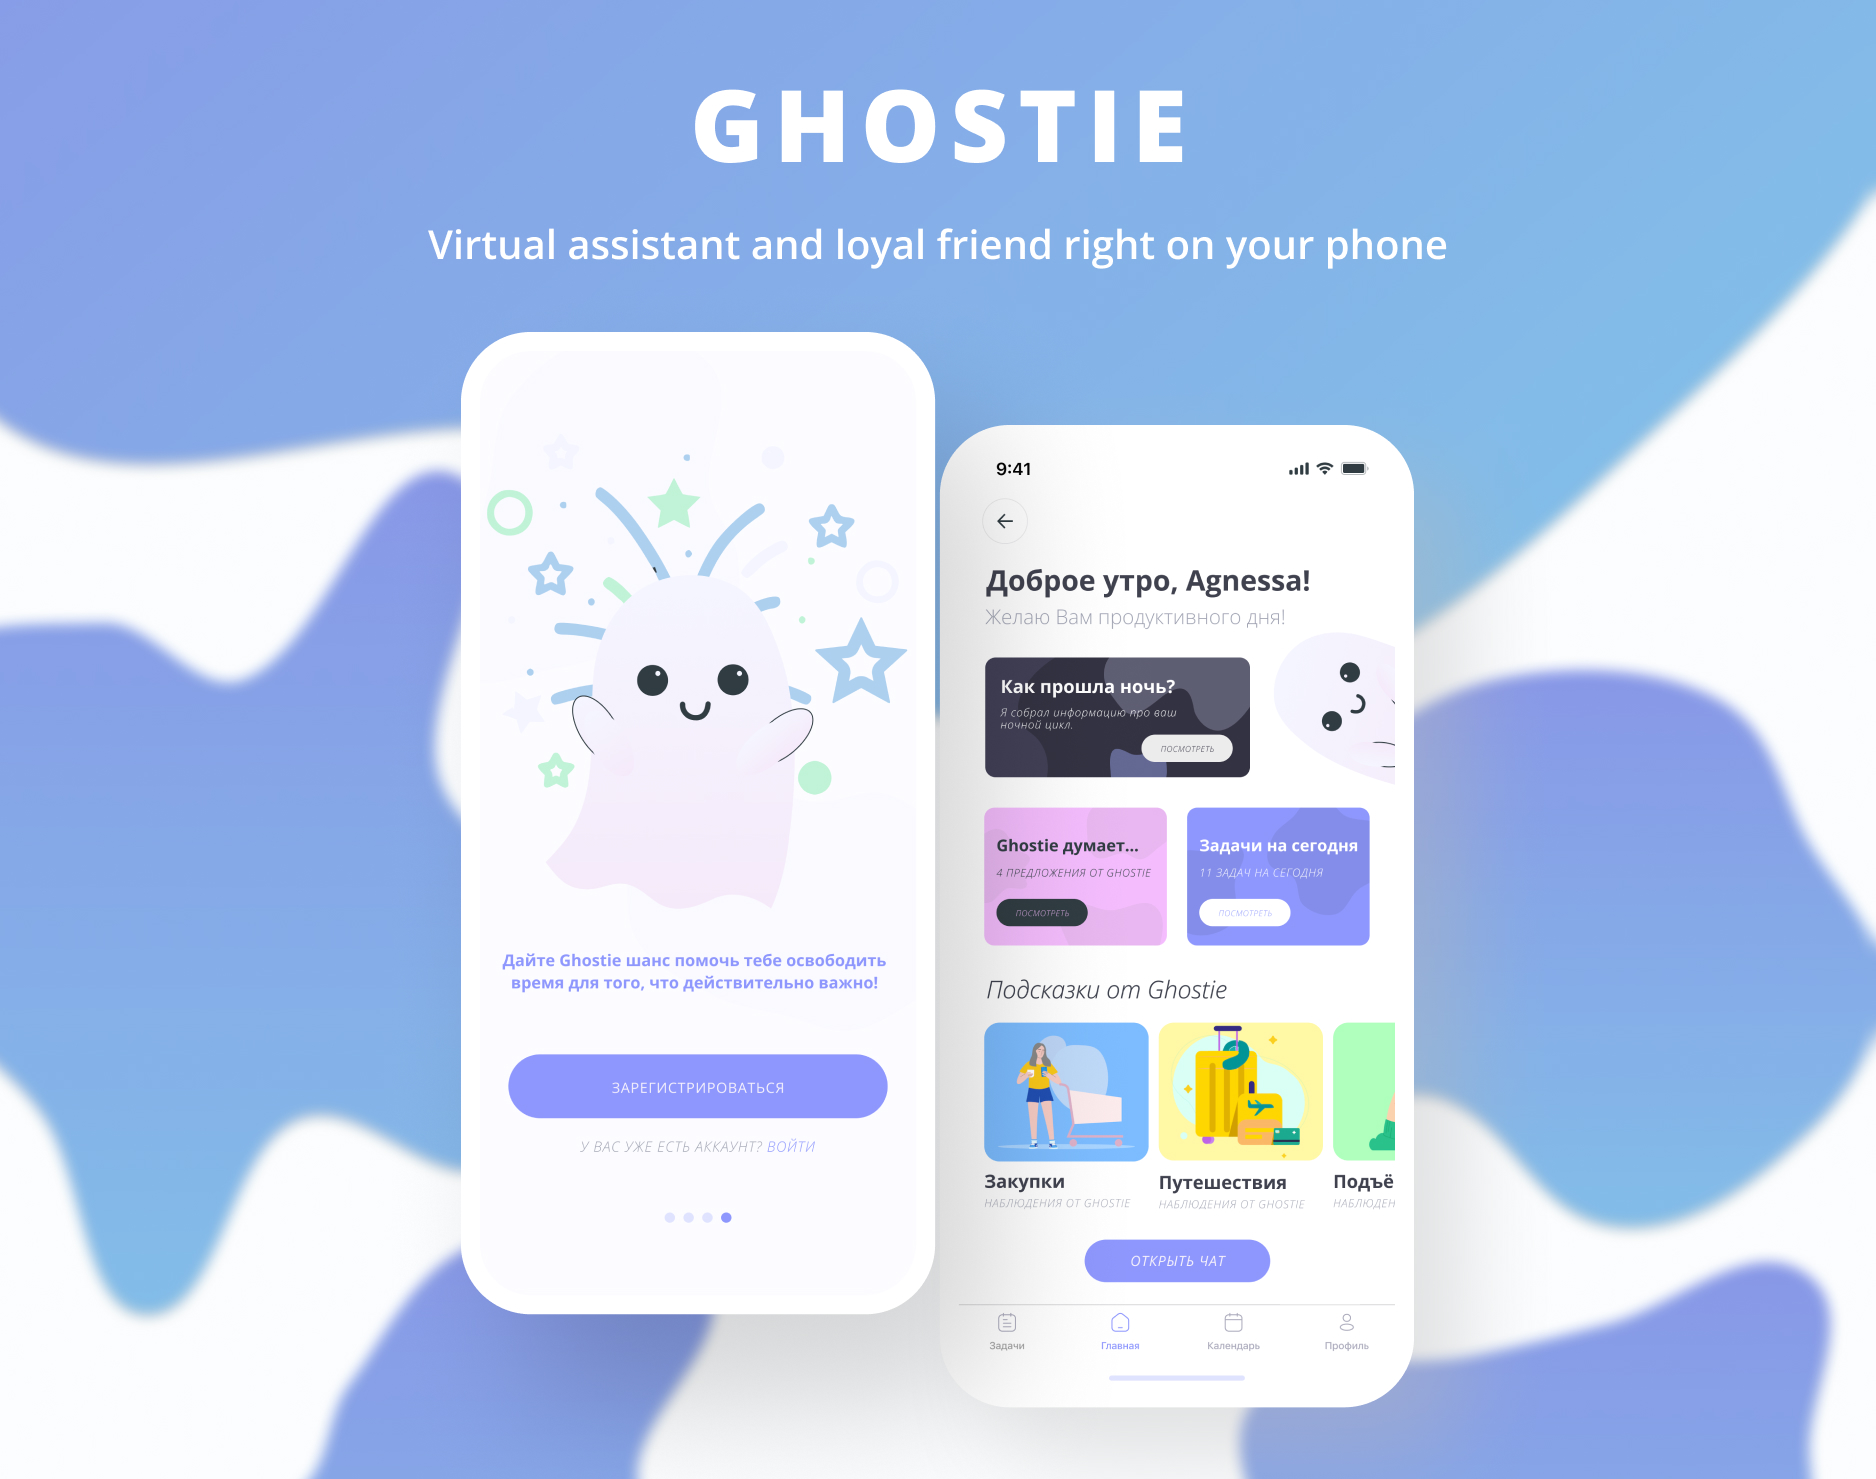 GHOSTIE
Virtual assistant and loyal friend right on your phone
Дайте Ghostie шанс помочь тебе освободить
время для того, что действительно важно!
ЗАРЕГИСТРИРОВАТЬСЯ
У ВАС УЖЕ ЕСТЬ АККАУНТ? ВОЙТИ
9:41
Доброе утро, Agnessa!
Желаю Вам продуктивного дня!
Как прошла ночь?
Я собрал информацию про ваш
ночной цикл.
ПОСМОТРЕТЬ
Ghostie думает...
4 ПРЕДЛОЖЕНИЯ ОТ GHOSTIE
ПОСМОТРЕТЬ
Задачи на сегодня
11 ЗАДАЧ НА СЕГОДНЯ
ПОСМОТРЕТЬ
Подсказки от Ghostie
Закупки
НАБЛЮДЕНИЯ ОТ GHOSTIE
Путешествия
НАБЛЮДЕНИЯ ОТ GHOSTIE
Подъё
НАБЛЮДЕН
ОТКРЫТЬ ЧАТ
Задачи
Главная
Календарь
Профиль